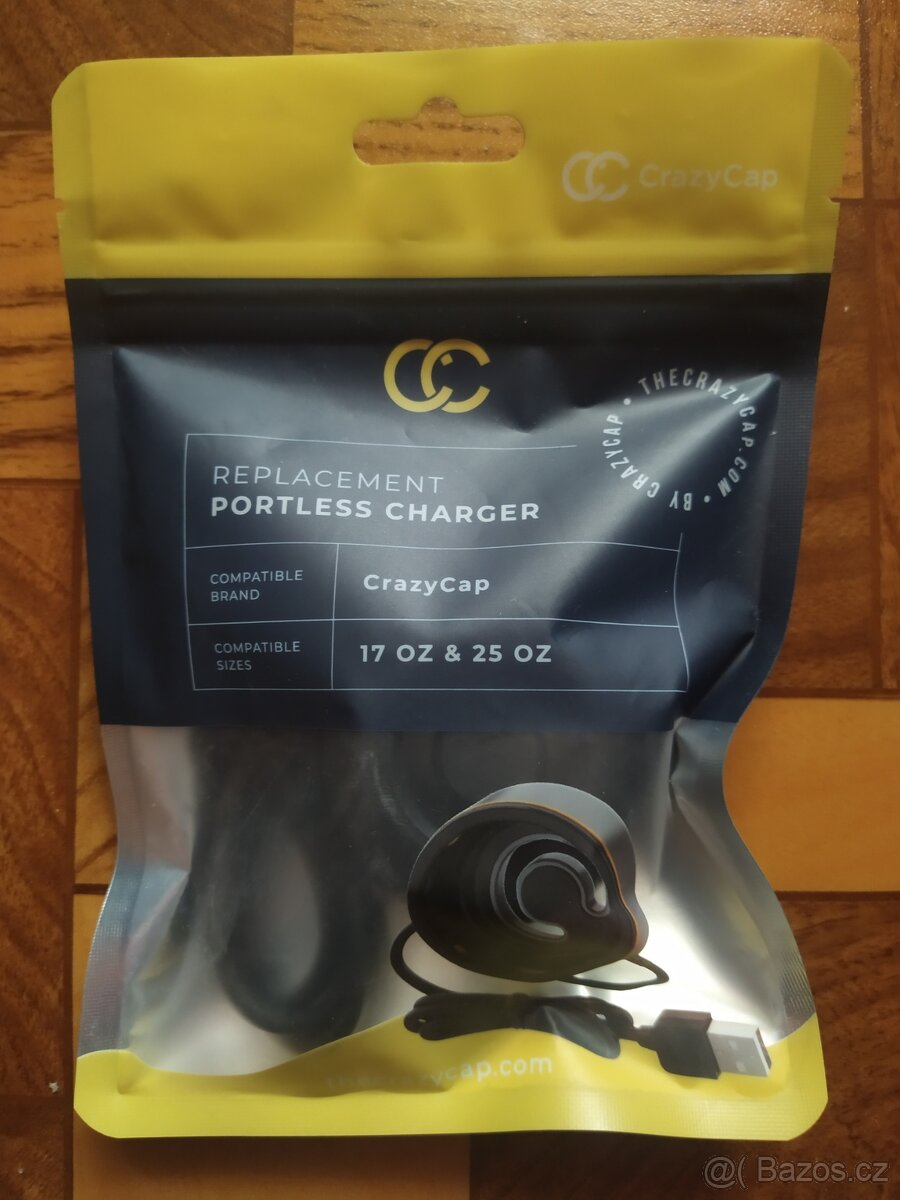 CrazyCap
THECRAZYCAP.COM • BY CRAZYCAP •
REPLACEMENT
PORTLESS CHARGER
COMPATIBLE
BRAND
CrazyCap
COMPATIBLE
SIZES
17 OZ & 25 OZ
thecrazycap.com
@( Bazos.cz